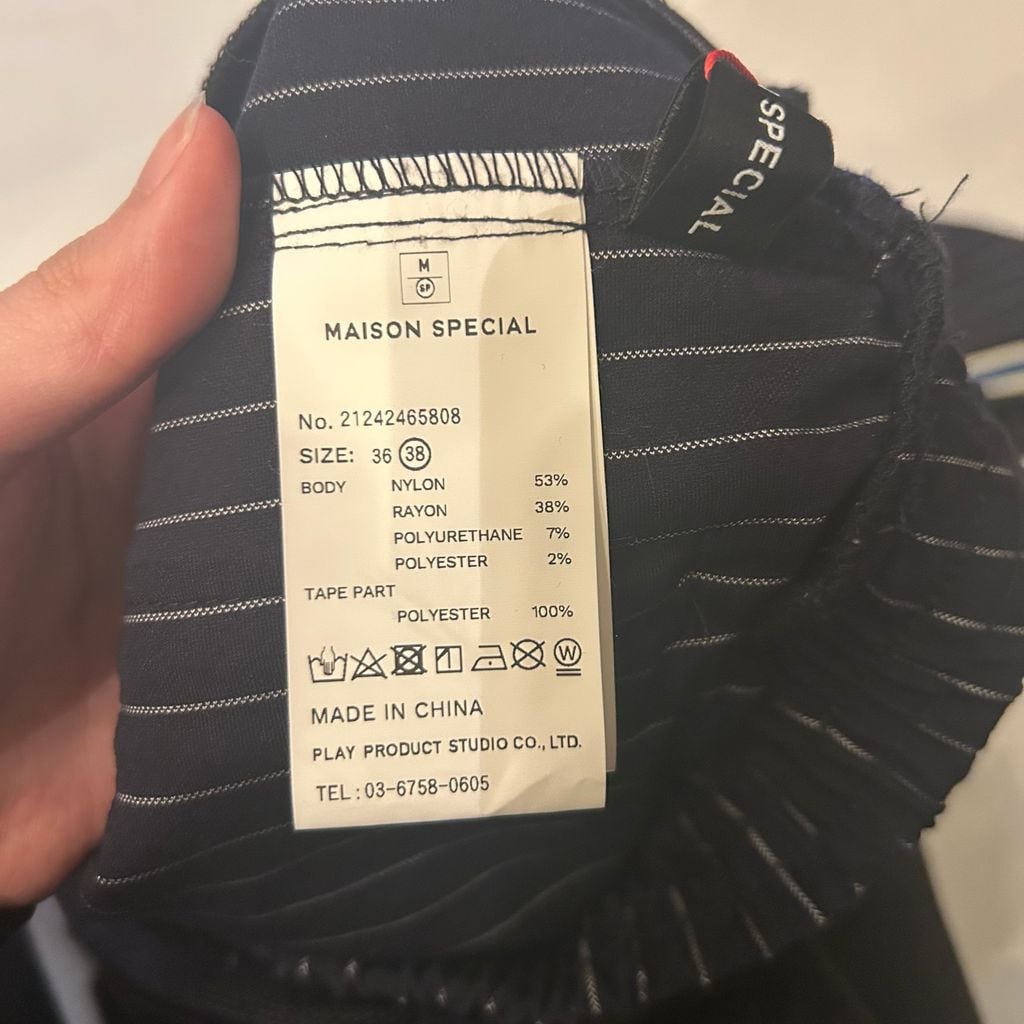 SPECIAL
M
SP
MAISON SPECIAL
No. 21242465808
SIZE: 36 38
BODY NYLON 53%
RAYON 38%
POLYURETHANE 7%
POLYESTER 2%
TAPE PART
POLYESTER 100%
W
MADE IN CHINA
PLAY PRODUCT STUDIO CO., LTD.
TEL : 03-6758-0605